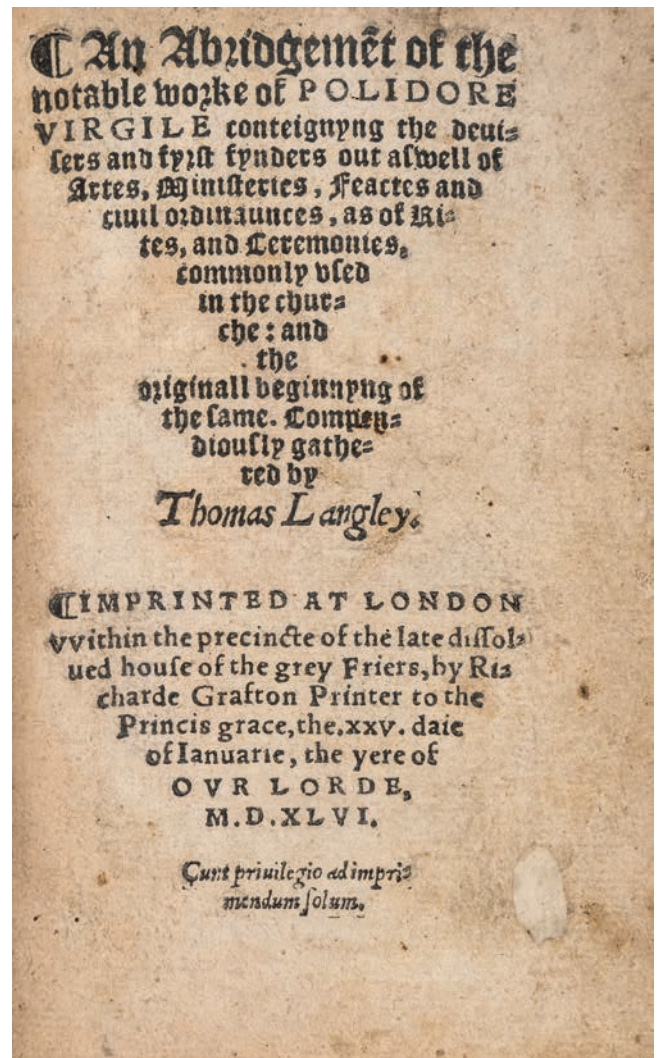 ¶ An Abridgemẽt of the
notable worke of POLIDORE
VIRGILE conteignyng the deui⸗
sers and fyrst fynders out aswell of
Artes, Ministeries, Feactes and
ciuil ordinaunces, as of Ri⸗
tes, and Ceremonies,
commonly vsed
in the chur⸗
che: and
the
originall beginnyng of
the same. Compen⸗
diously gathe⸗
red by
Thomas Langley.
¶IMPRINTED AT LONDON
vvithin the precincte of the late dissol⸗
ued house of the grey Friers, by Ri⸗
charde Grafton Printer to the
Princis grace, the.xxv. daie
of Ianuarie, the yere of
OVR LORDE,
M.D.XLVI.
Cum priuilegio ad impri⸗
mendum solum.